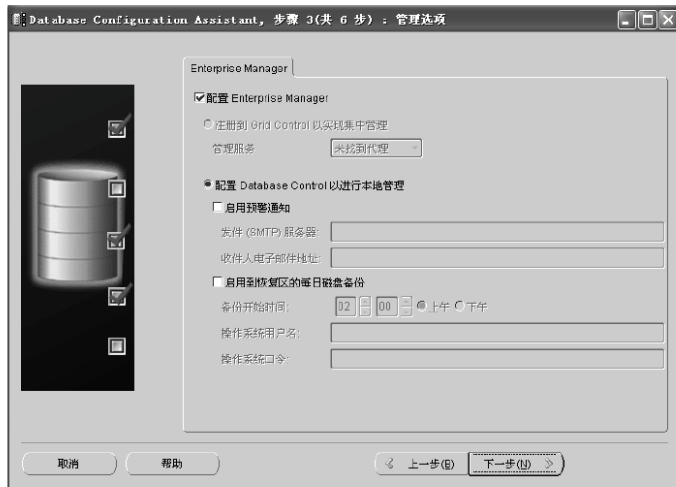 Database Configuration Assistant, 步骤 3(共 6 步) : 管理选项
Enterprise Manager
配置 Enterprise Manager
注册到 Grid Control 以实现集中管理
管理服务 未找到代理
配置 Database Control 以进行本地管理
启用预警通知
发件 (SMTP) 服务器:
收件人电子邮件地址:
启用到恢复区的每日磁盘备份
备份开始时间: 02 00 上午 下午
操作系统用户名:
操作系统口令:
取消 帮助 上一步(B) 下一步(N)